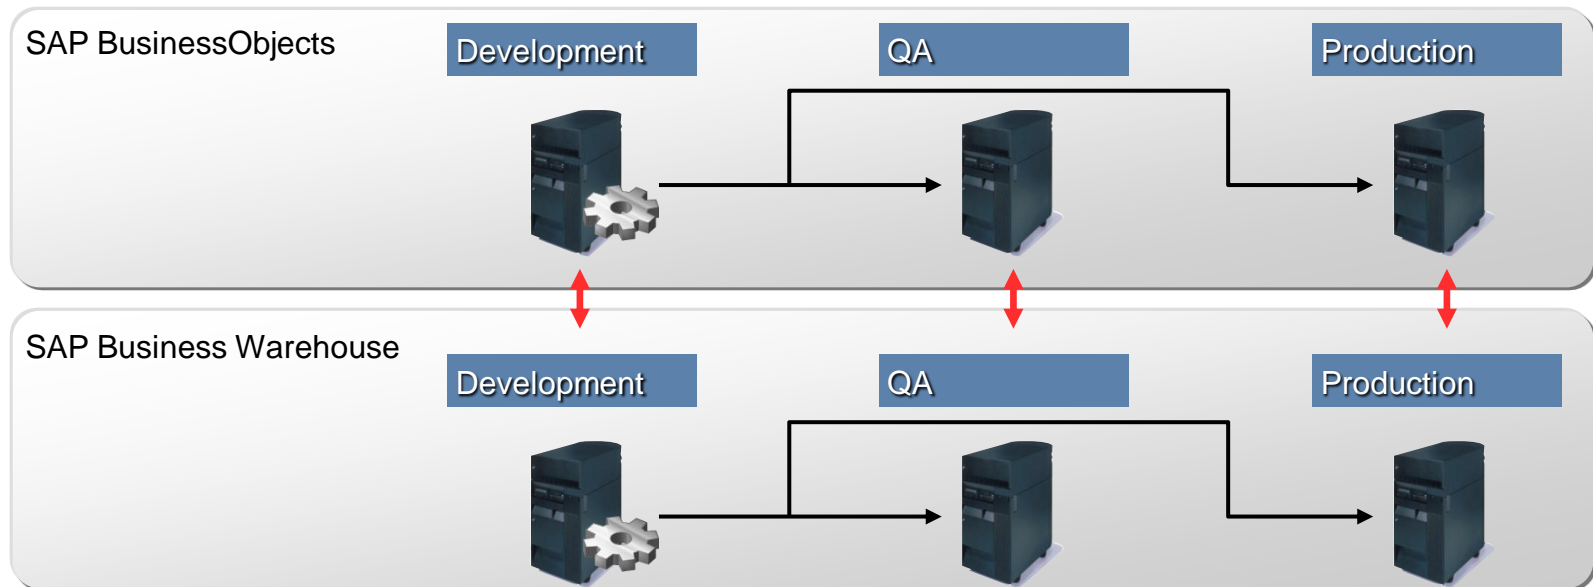 SAP BusinessObjects
Development
QA
Production
SAP Business Warehouse
Development
QA
Production